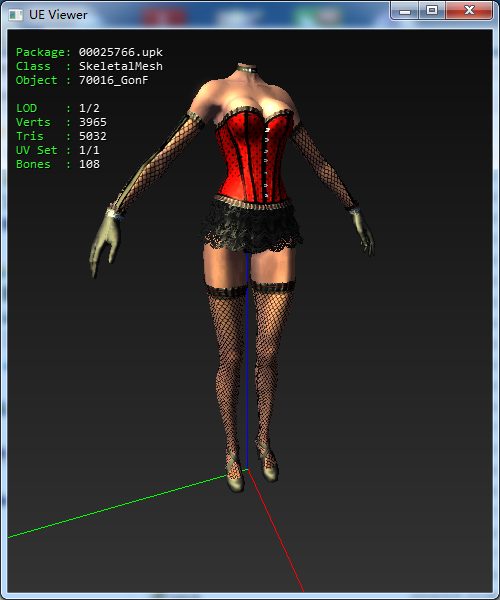 UE Viewer
Package: 00025766.upk
Class : SkeletalMesh
Object : 70016_GonF
LOD : 1/2
Verts : 3965
Tris : 5032
UV Set : 1/1
Bones : 108